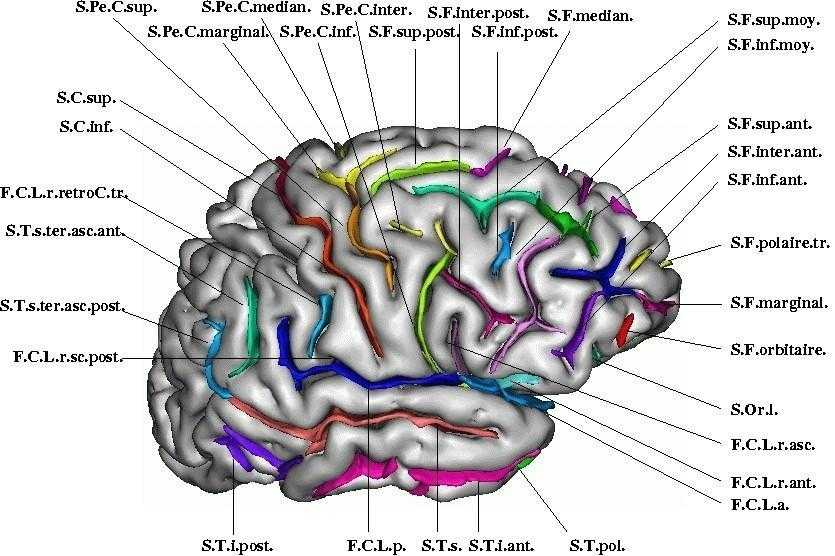 S.Pe.C.sup.
S.Pe.C.median.
S.Pe.C.inter.
S.F.inter.post.
S.F.median.
S.F.sup.moy.
S.Pe.C.marginal.
S.Pe.C.inf.
S.F.sup.post.
S.F.inf.post.
S.F.inf.moy.
S.C.sup.
S.C.inf.
S.F.sup.ant.
S.F.inter.ant.
S.F.inf.ant.
F.C.L.r.retroC.tr.
S.T.s.ter.asc.ant.
S.F.polaire.tr.
S.T.s.ter.asc.post.
S.F.marginal.
F.C.L.r.sc.post.
S.F.orbitaire.
S.Or.l.
F.C.L.r.asc.
F.C.L.r.ant.
F.C.L.a.
S.T.i.post.
F.C.L.p.
S.T.s.
S.T.i.ant.
S.T.pol.